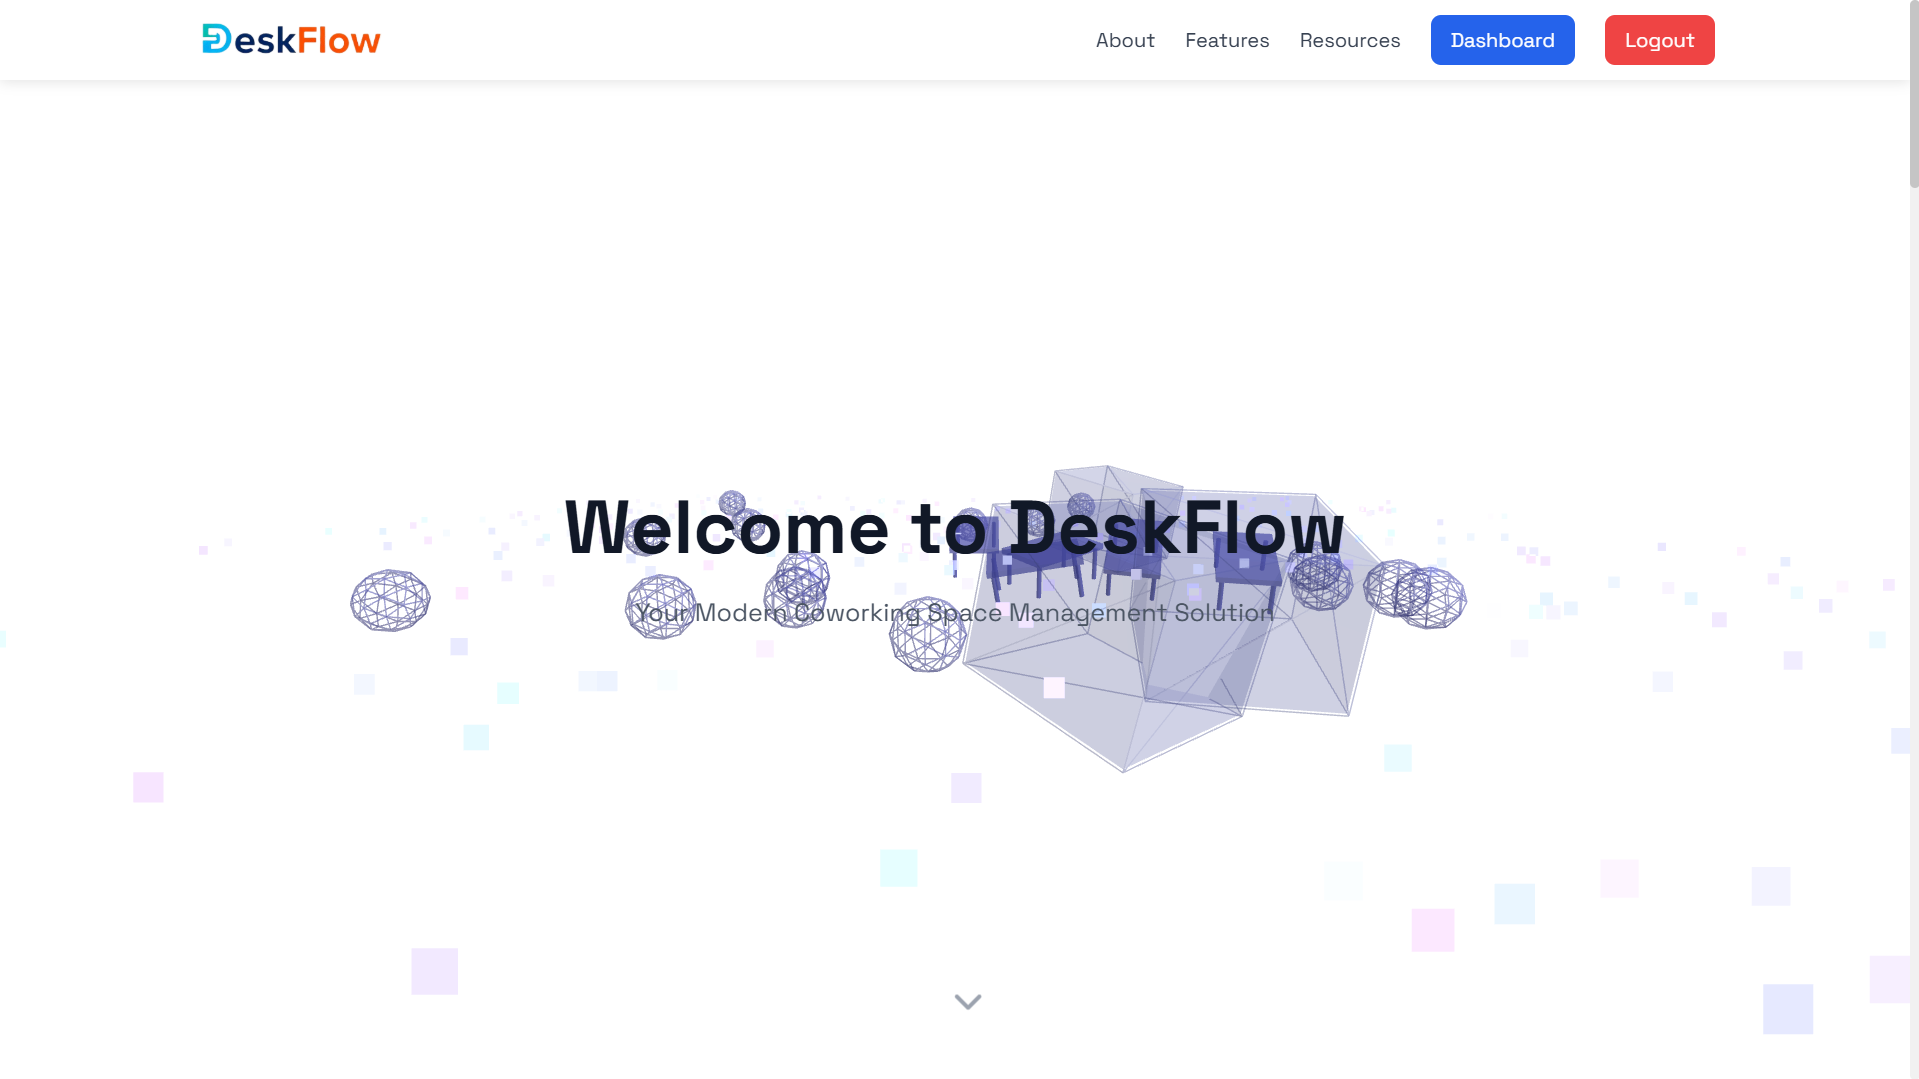 DeskFlow
About
Features
Resources
Dashboard
Logout
Welcome to DeskFlow
Your Modern Coworking Space Management Solution